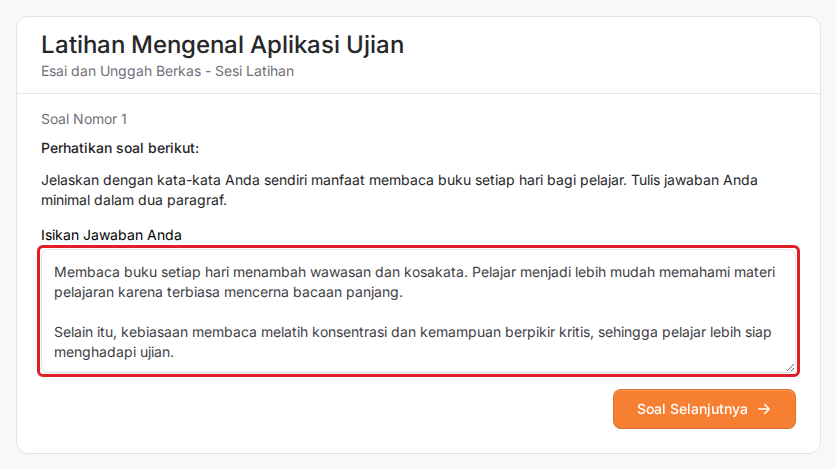 Latihan Mengenal Aplikasi Ujian
Esai dan Unggah Berkas - Sesi Latihan
Soal Nomor 1
Perhatikan soal berikut:
Jelaskan dengan kata-kata Anda sendiri manfaat membaca buku setiap hari bagi pelajar. Tulis jawaban Anda
minimal dalam dua paragraf.
Isikan Jawaban Anda
Membaca buku setiap hari menambah wawasan dan kosakata. Pelajar menjadi lebih mudah memahami materi
pelajaran karena terbiasa mencerna bacaan panjang.
Selain itu, kebiasaan membaca melatih konsentrasi dan kemampuan berpikir kritis, sehingga pelajar lebih siap
menghadapi ujian.
Soal Selanjutnya →